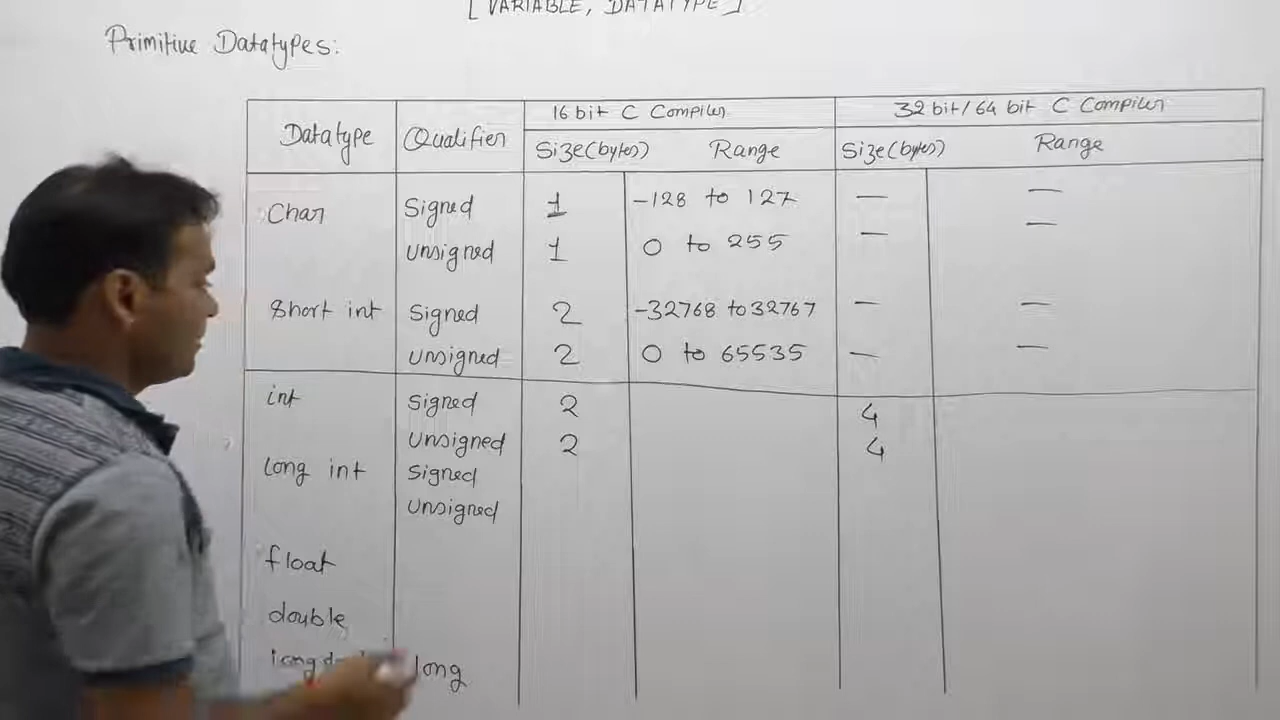 [ VARIABLE, DATATYPE ]
Primitive Datatypes:
16 bit C Compiler 32 bit/64 bit C Compiler
Datatype Qualifier Size(bytes) Range Size(bytes) Range
Char Signed 1 -128 to 127 — —
Unsigned 1 0 to 255 — —
Short int Signed 2 -32768 to 32767 — —
Unsigned 2 0 to 65535 — —
int Signed 2 4
Unsigned 2 4
long int Signed
Unsigned
float
double
long long